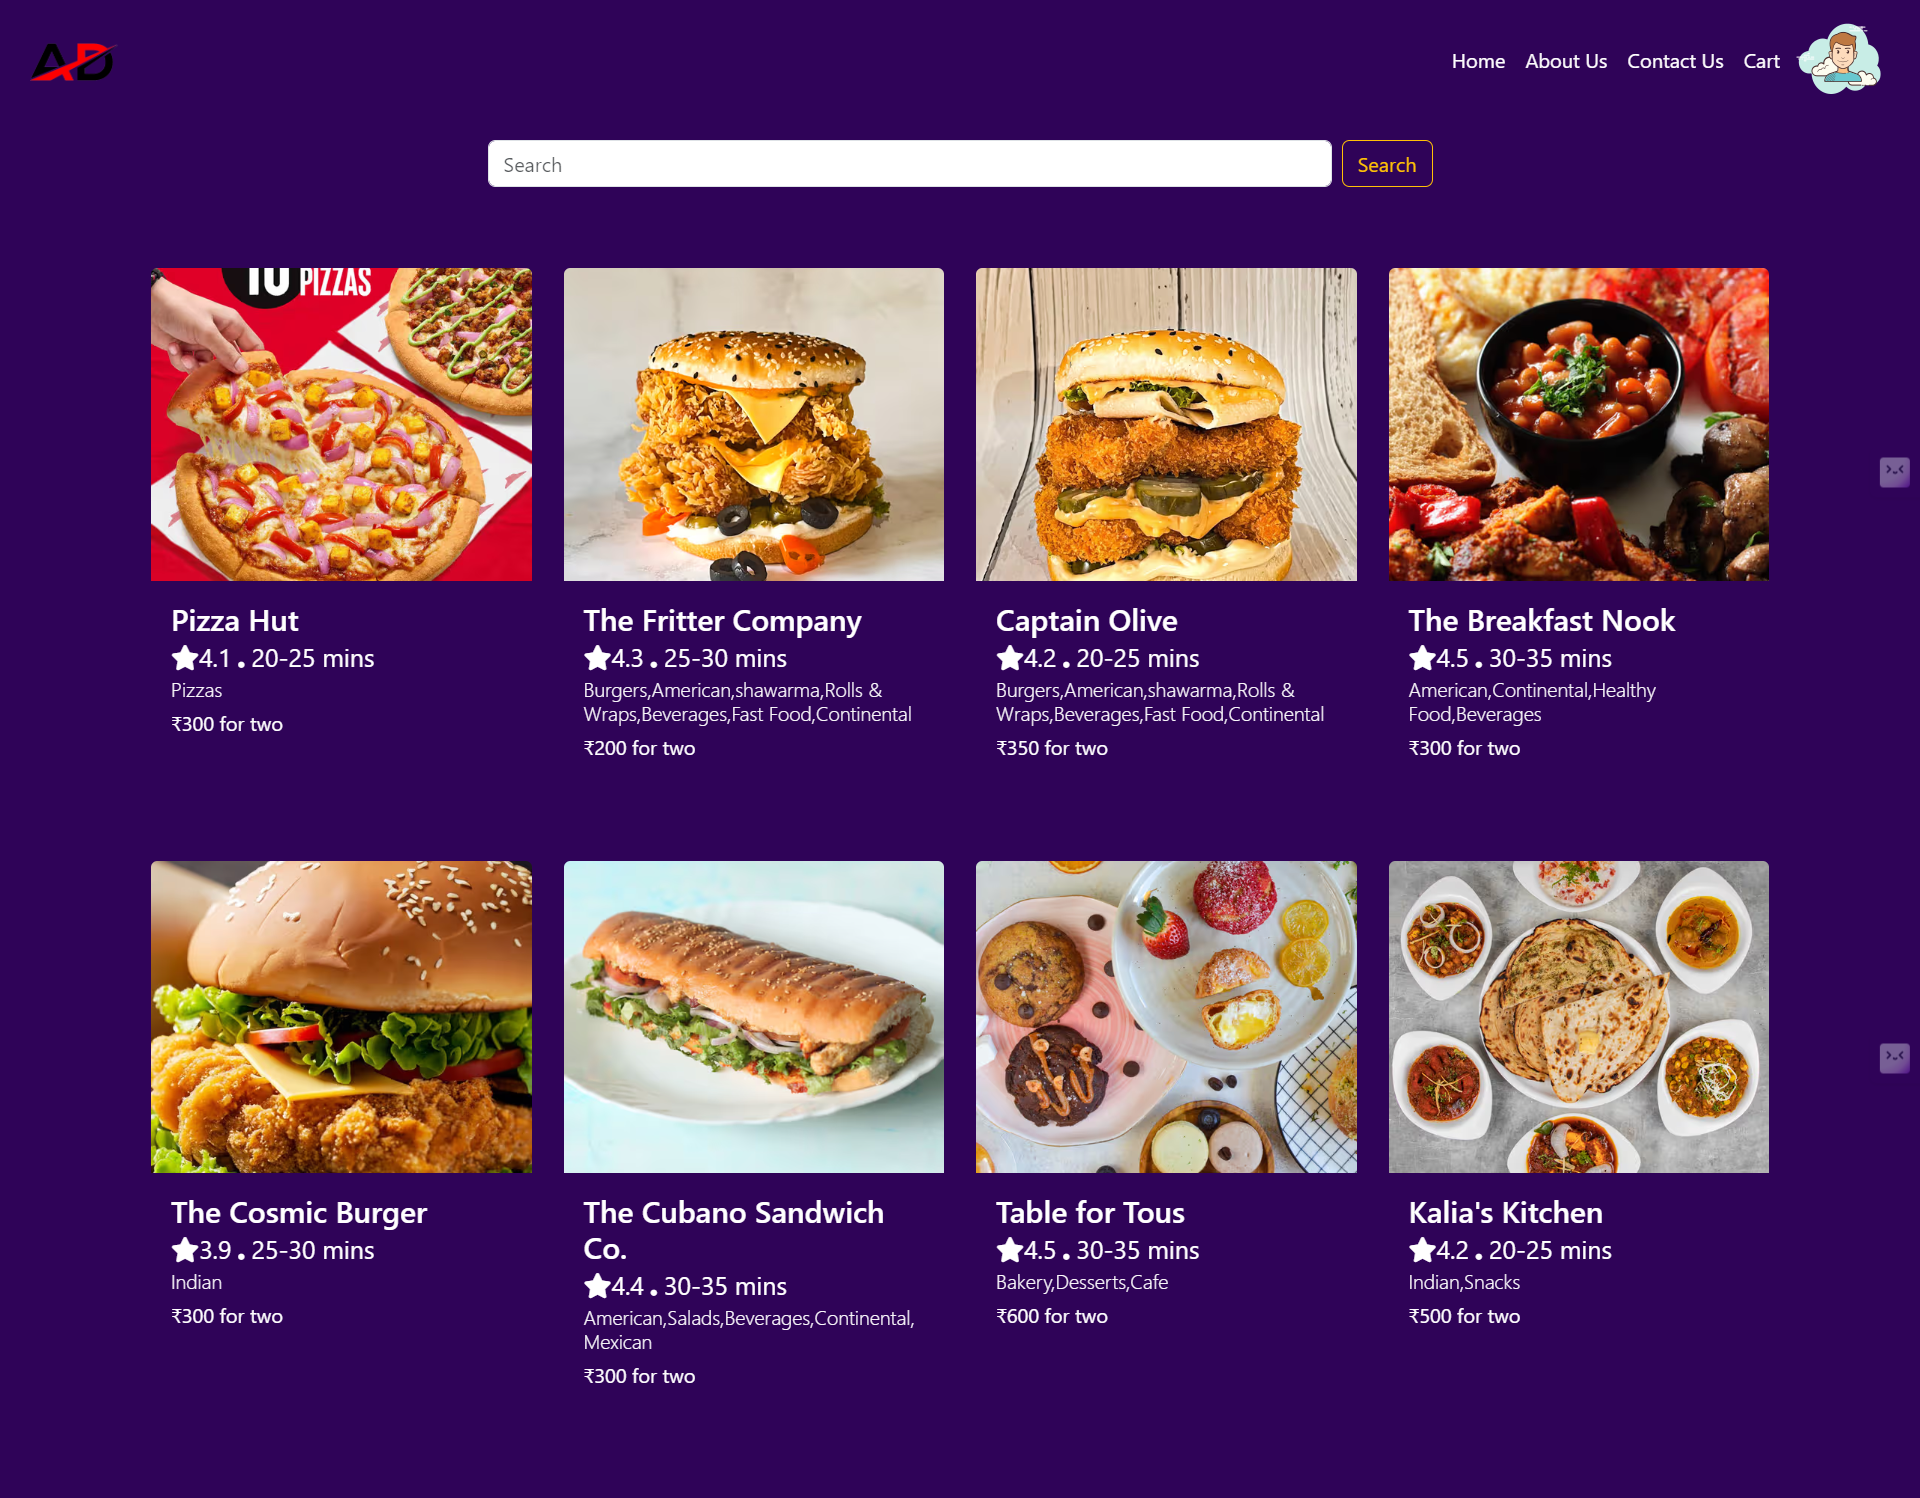 AD
Home About Us Contact Us Cart
Search Search
10 PIZZAS
Pizza Hut
4.1 . 20-25 mins
Pizzas
₹300 for two
The Fritter Company
4.3 . 25-30 mins
Burgers,American,shawarma,Rolls &
Wraps,Beverages,Fast Food,Continental
₹200 for two
Captain Olive
4.2 . 20-25 mins
Burgers,American,shawarma,Rolls &
Wraps,Beverages,Fast Food,Continental
₹350 for two
The Breakfast Nook
4.5 . 30-35 mins
American,Continental,Healthy
Food,Beverages
₹300 for two
The Cosmic Burger
3.9 . 25-30 mins
Indian
₹300 for two
The Cubano Sandwich
Co.
4.4 . 30-35 mins
American,Salads,Beverages,Continental,
Mexican
₹300 for two
Table for Tous
4.5 . 30-35 mins
Bakery,Desserts,Cafe
₹600 for two
Kalia's Kitchen
4.2 . 20-25 mins
Indian,Snacks
₹500 for two